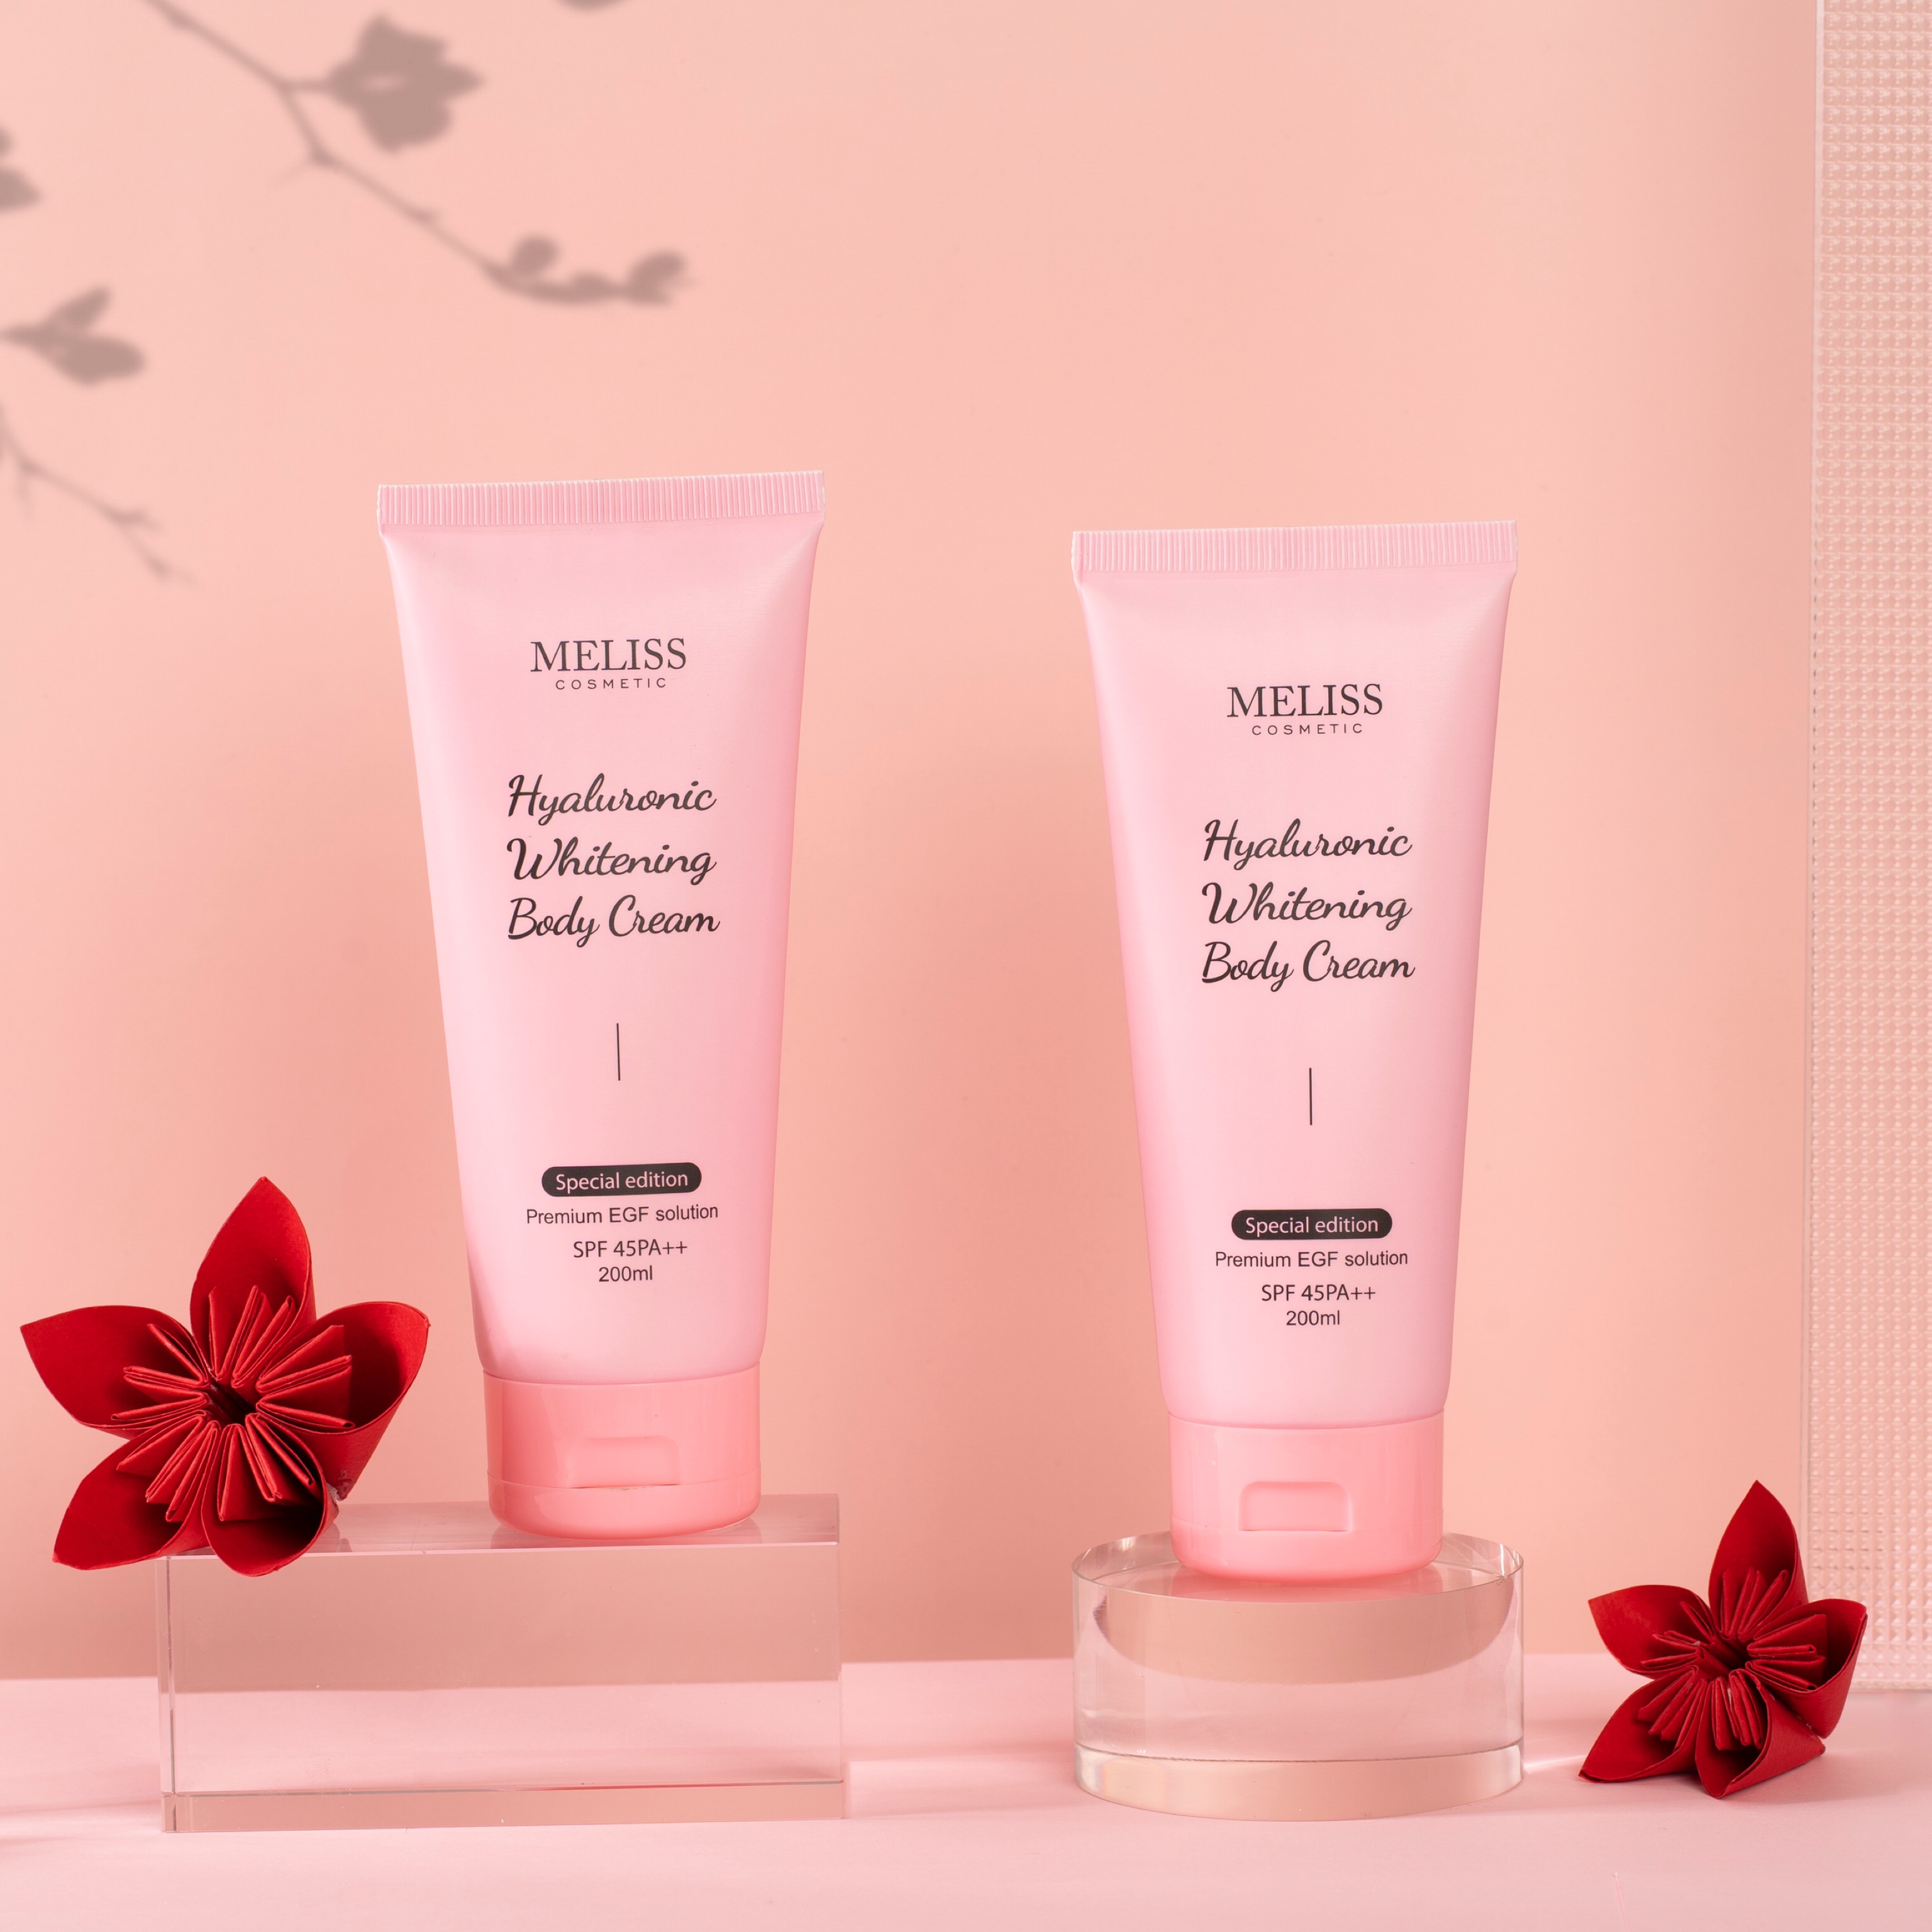 MELISS
COSMETIC
Hyaluronic
Whitening
Body Cream
Special edition
Premium EGF solution
SPF 45PA++
200ml
MELISS
COSMETIC
Hyaluronic
Whitening
Body Cream
Special edition
Premium EGF solution
SPF 45PA++
200ml